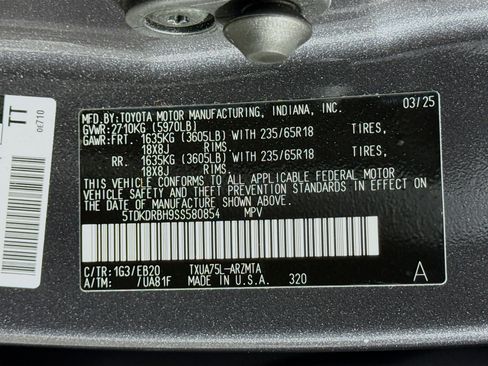 MFD.BY:TOYOTA MOTOR MANUFACTURING, INDIANA, INC. 03/25
GVWR:2710KG (5970LB)
GAWR:FRT. 1635KG (3605LB) WITH 235/65R18 TIRES,
18X8J RIMS.
RR. 1635KG (3605LB) WITH 235/65R18 TIRES,
18X8J RIMS.
THIS VEHICLE CONFORMS TO ALL APPLICABLE FEDERAL MOTOR
VEHICLE SAFETY AND THEFT PREVENTION STANDARDS IN EFFECT
ON THE DATE OF MANUFACTURE SHOWN ABOVE.
5TDKDRBH9SS580854 MPV
C/TR:1G3/EB20 TXUA75L-ARZMTA
A/TM: /UA81F MADE IN U.S.A. 320
A
TT